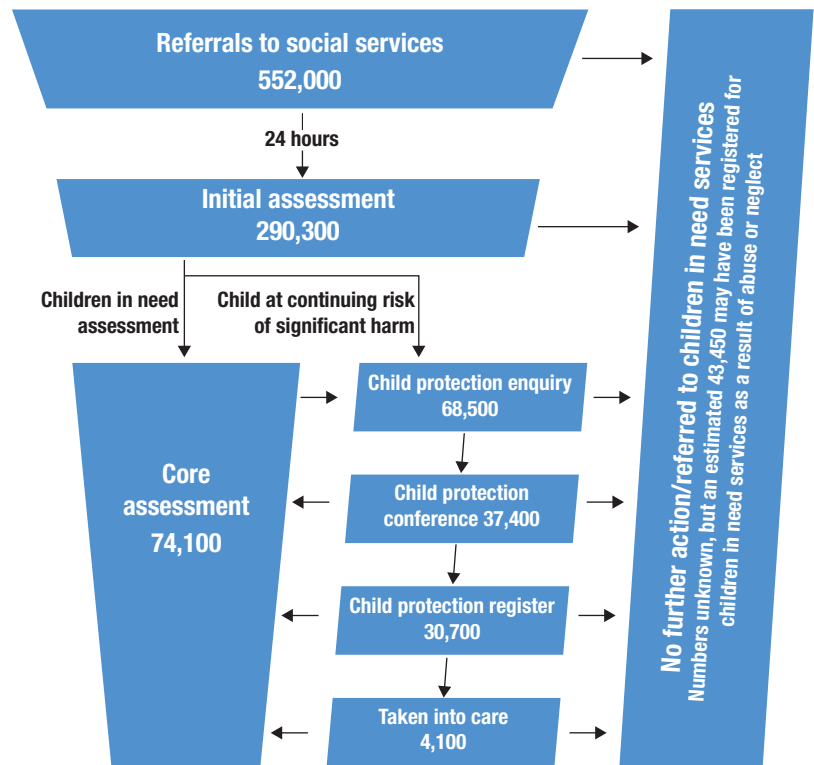 Referrals to social services
552,000
24 hours
Initial assessment
290,300
Children in need
assessment
Child at continuing risk
of significant harm
Core
assessment
74,100
Child protection enquiry
68,500
Child protection
conference 37,400
Child protection register
30,700
Taken into care
4,100
No further action/referred to children in need services
Numbers unknown, but an estimated 43,450 may have been registered for
children in need services as a result of abuse or neglect